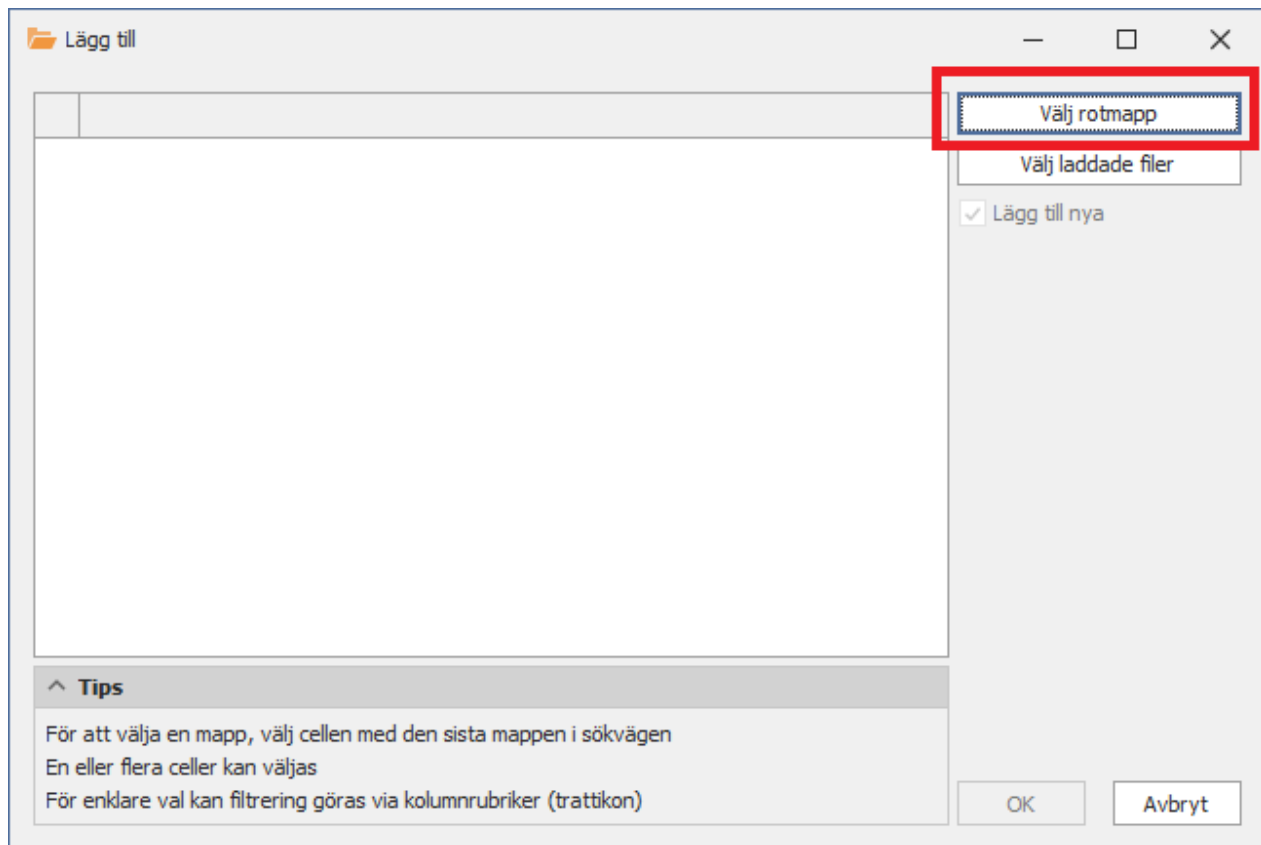 Lägg till
Välj rotmapp
Välj laddade filer
Lägg till nya
Tips
För att välja en mapp, välj cellen med den sista mappen i sökvägen
En eller flera celler kan väljas
För enklare val kan filtrering göras via kolumnrubriker (trattikon)
OK
Avbryt